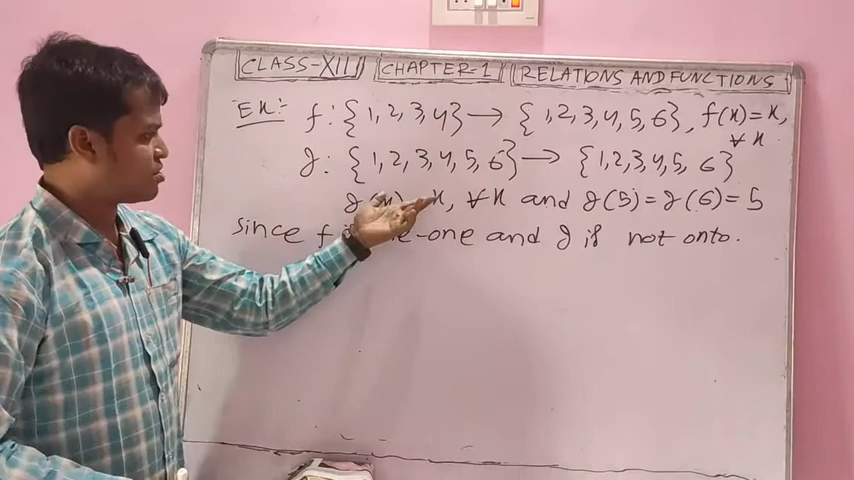 CLASS-XII CHAPTER-1 RELATIONS AND FUNCTIONS
Ex:- f: {1,2,3,4} → {1,2,3,4,5,6}, f(x)=x,
∀ x
g: {1,2,3,4,5,6} → {1,2,3,4,5,6}
g(x) x, ∀ x and g(5)=g(6)=5
since f one-one and g is not onto.